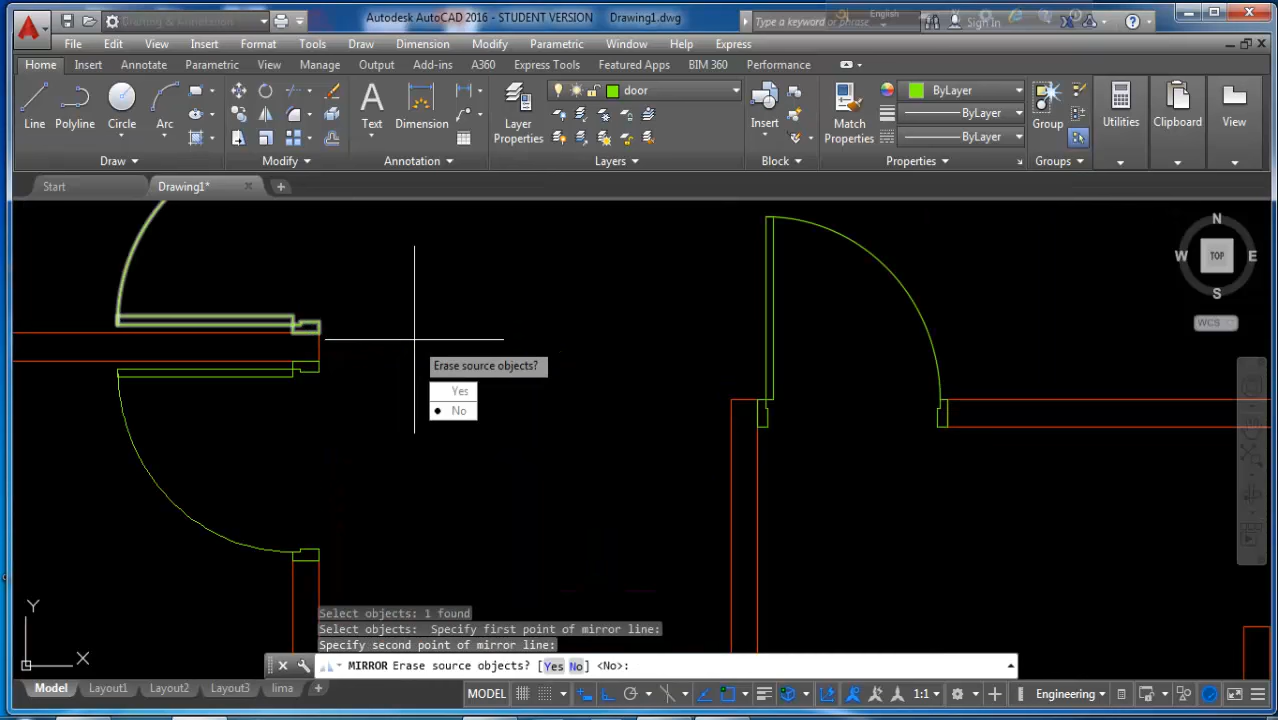 Drafting & Annotation
Autodesk AutoCAD 2016 - STUDENT VERSION Drawing1.dwg
Type a keyword or phrase
English
Sign In
File Edit View Insert Format Tools Draw Dimension Modify Parametric Window Help Express
Home Insert Annotate Parametric View Manage Output Add-ins A360 Express Tools Featured Apps BIM 360 Performance
Line Polyline Circle Arc
Text Dimension
Layer Properties
door
Insert
Match Properties
ByLayer
ByLayer
ByLayer
Group
Utilities Clipboard View
Draw Modify Annotation Layers Block Properties Groups
Start Drawing1*
N
W TOP E
S
WCS
Erase source objects?
Yes
No
Select objects: 1 found
Select objects: Specify first point of mirror line:
Specify second point of mirror line:
MIRROR Erase source objects? [Yes No] <No>:
Y
X
Model Layout1 Layout2 Layout3 lima +
MODEL 1:1 Engineering